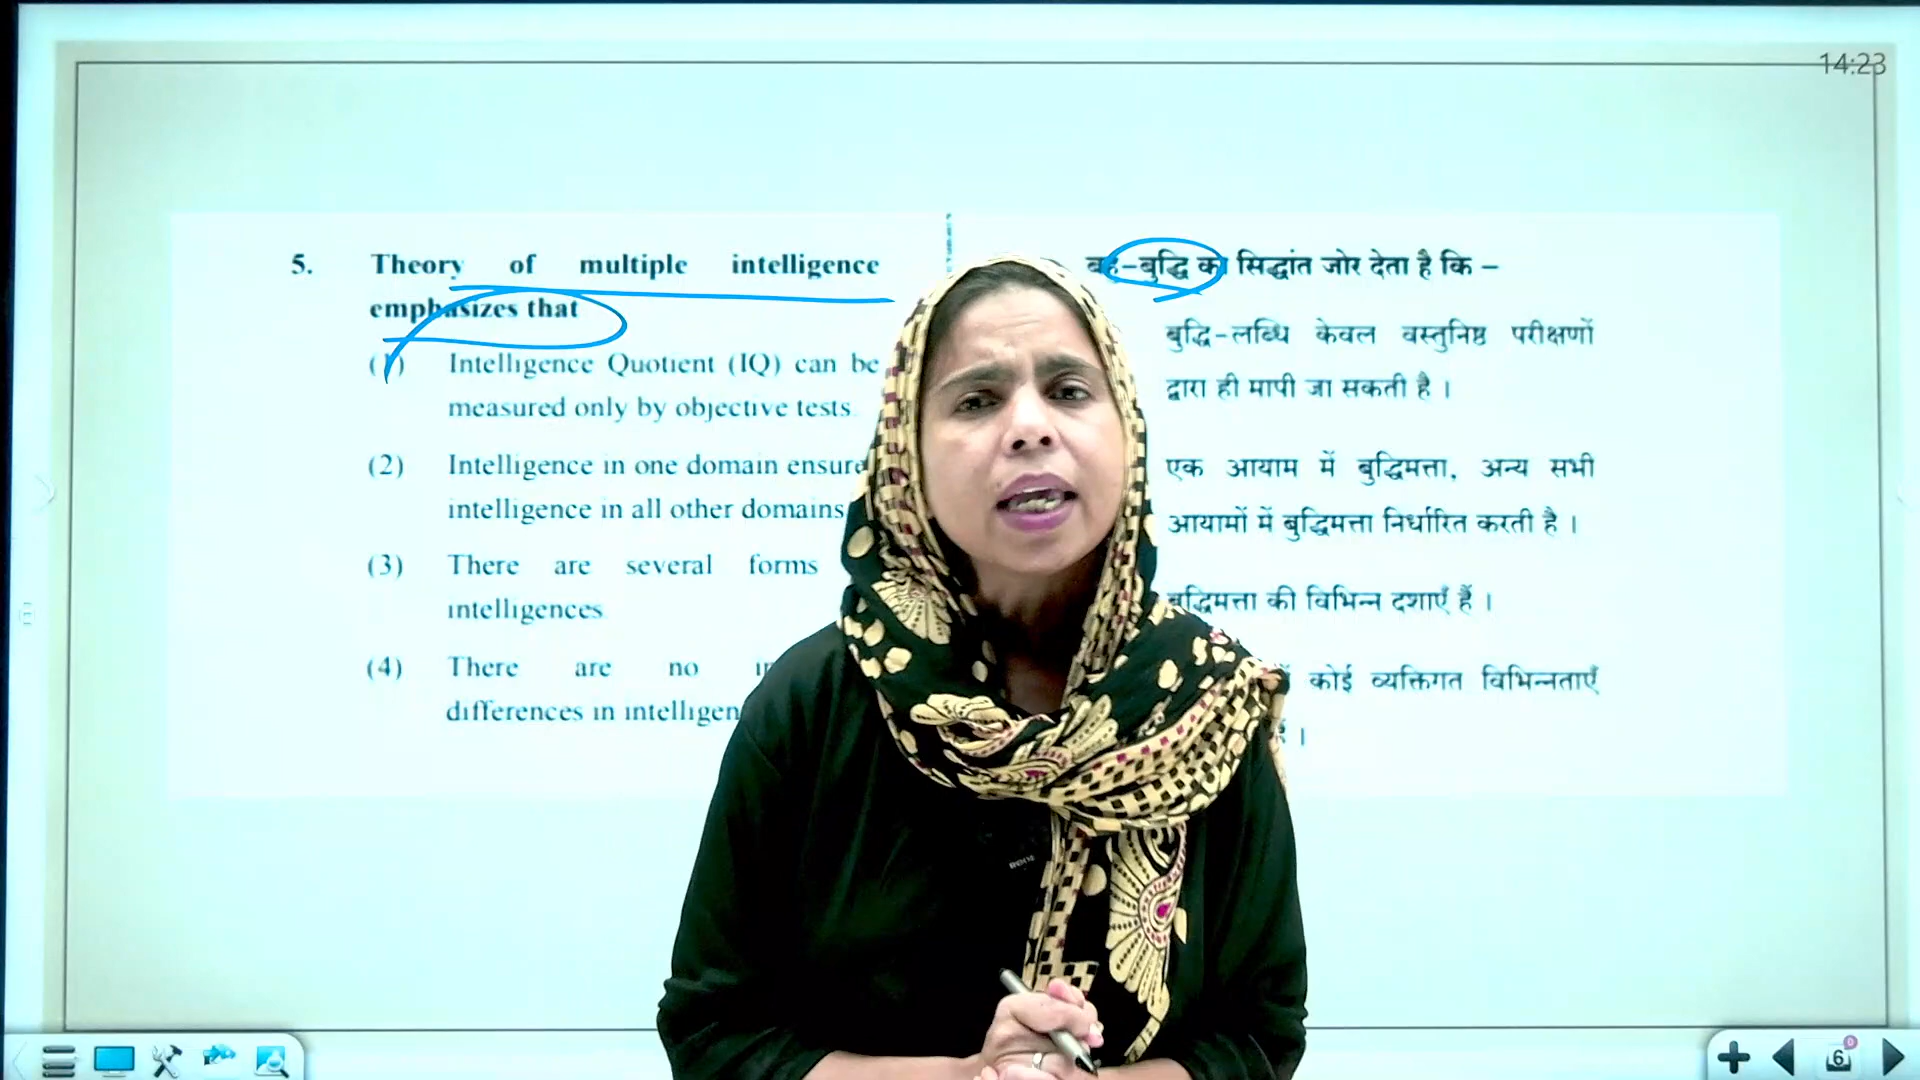 14:23
5. Theory of multiple intelligence
emphasizes that
(1) Intelligence Quotient (IQ) can be
measured only by objective tests
(2) Intelligence in one domain ensure
intelligence in all other domains
(3) There are several forms
intelligences
(4) There are no
differences in
बहु-बुद्धि का सिद्धांत जोर देता है कि –
बुद्धि-लब्धि केवल वस्तुनिष्ठ परीक्षणों
द्वारा ही मापी जा सकती है ।
एक आयाम में बुद्धिमत्ता, अन्य सभी
आयामों में बुद्धिमत्ता निर्धारित करती है ।
बुद्धिमत्ता की विभिन्न दशाएँ हैं ।
कोई व्यक्तिगत विभिन्नताएँ
6
0